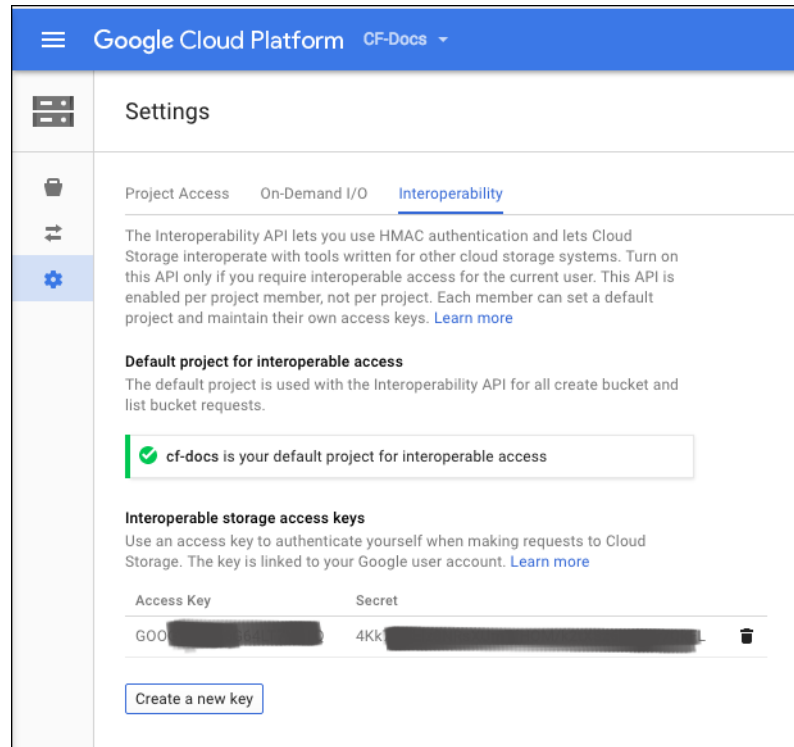 Google Cloud Platform CF-Docs
Settings
Project Access On-Demand I/O Interoperability
The Interoperability API lets you use HMAC authentication and lets Cloud
Storage interoperate with tools written for other cloud storage systems. Turn on
this API only if you require interoperable access for the current user. This API is
enabled per project member, not per project. Each member can set a default
project and maintain their own access keys. Learn more
Default project for interoperable access
The default project is used with the Interoperability API for all create bucket and
list bucket requests.
cf-docs is your default project for interoperable access
Interoperable storage access keys
Use an access key to authenticate yourself when making requests to Cloud
Storage. The key is linked to your Google user account. Learn more
Access Key Secret
Create a new key